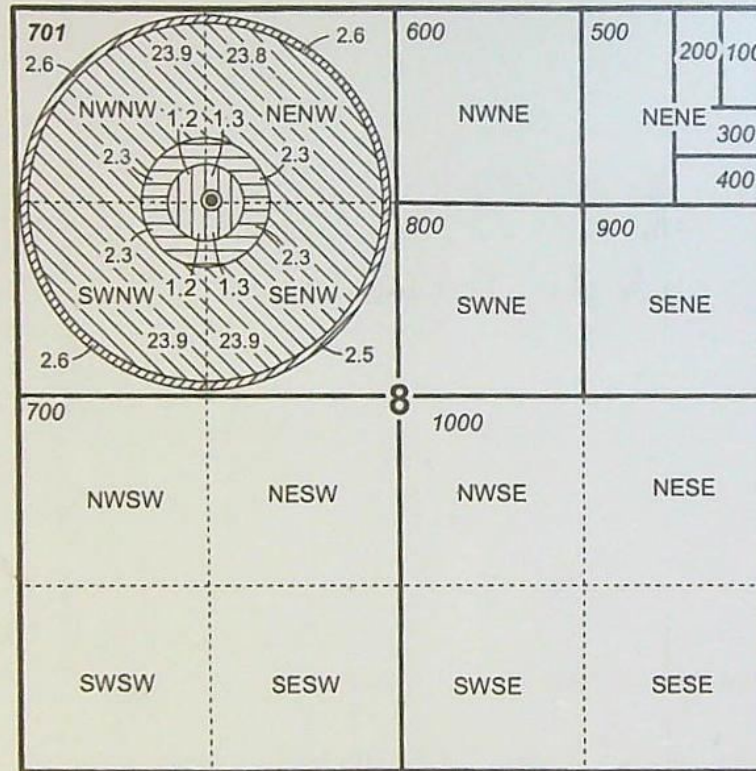 701
23.9
23.8
2.6
2.6
600
500
200
100
NWNW
1.2
1.3
NENW
NWNE
NENE
300
2.3
2.3
400
800
900
2.3
2.3
SWNW
1.2
1.3
SENW
SWNE
SENE
23.9
23.9
2.6
2.5
8
700
1000
NWSW
NESW
NWSE
NESE
SWSW
SESW
SWSE
SESE